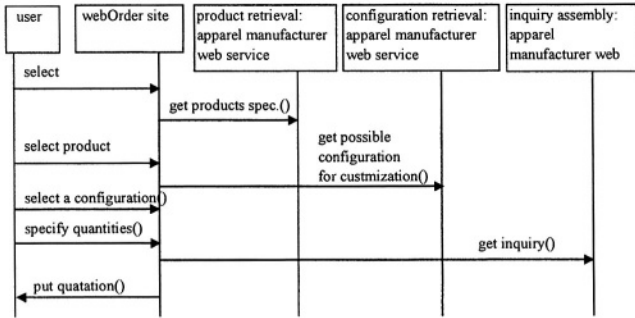 user
webOrder site
product retrieval:
apparel manufacturer
web service
configuration retrieval:
apparel manufacturer
web service
inquiry assembly:
apparel
manufacturer web
select
get products spec.()
select product
get possible
configuration
for custmization()
select a configuration()
specify quantities()
get inquiry()
put quatation()